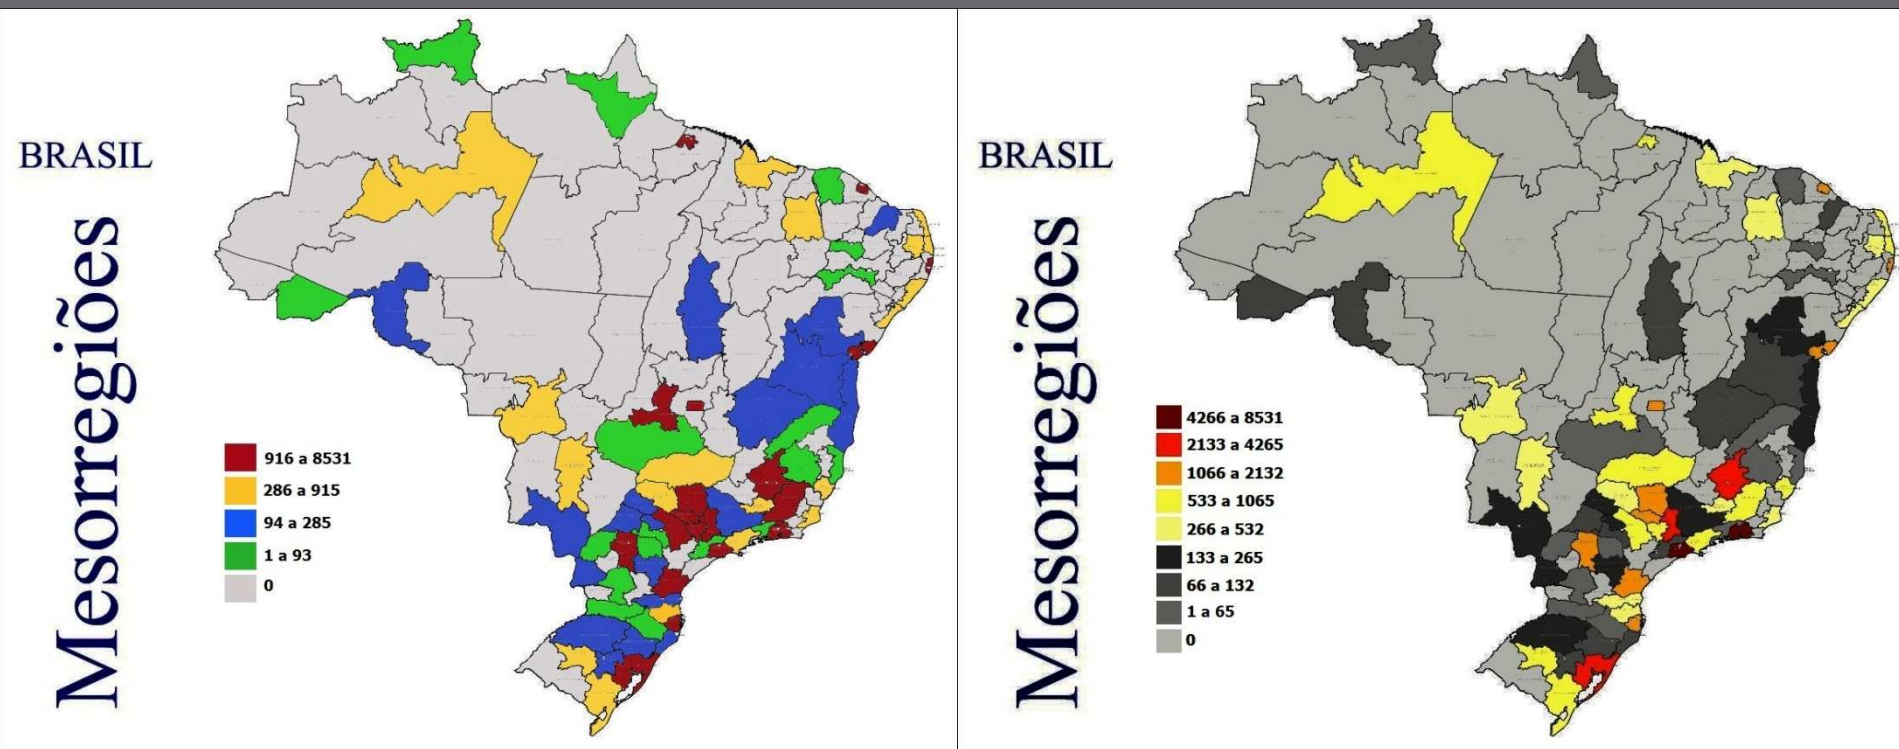 BRASIL
Mesorregiões
916 a 8531
286 a 915
94 a 285
1 a 93
0
BRASIL
Mesorregiões
4266 a 8531
2133 a 4265
1066 a 2132
533 a 1065
266 a 532
133 a 265
66 a 132
1 a 65
0